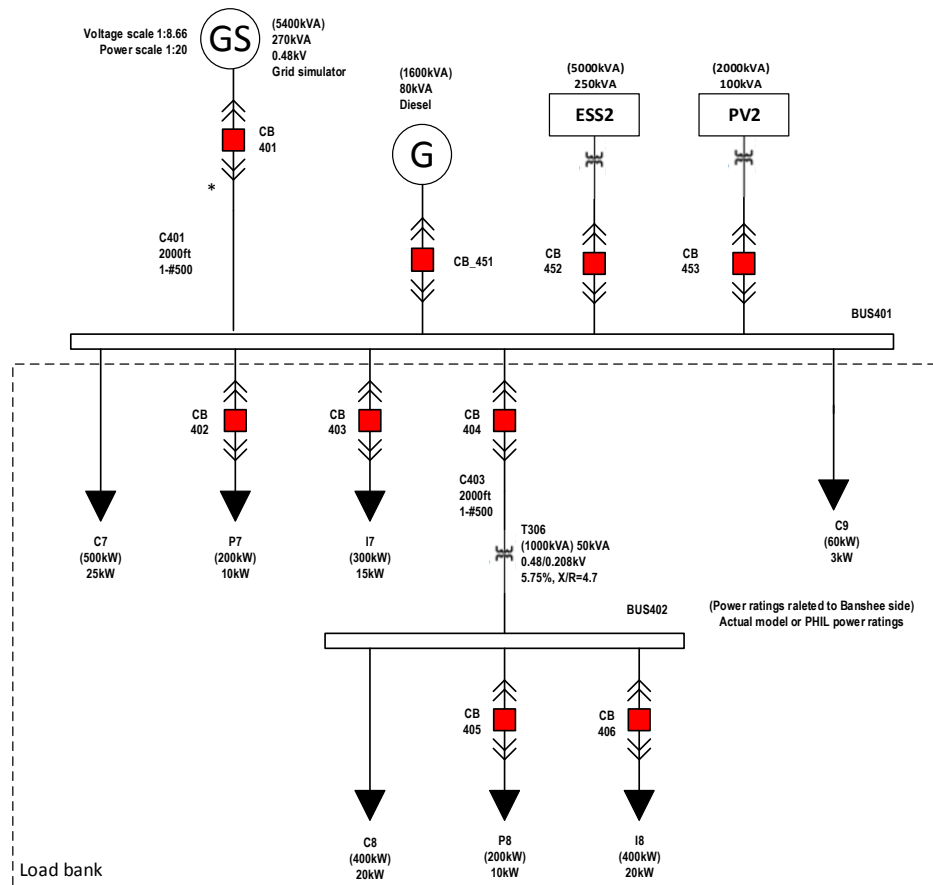 Voltage scale 1:8.66
Power scale 1:20
GS
(5400kVA)
270kVA
0.48kV
Grid simulator
CB
401
*
C401
2000ft
1-#500
(1600kVA)
80kVA
Diesel
G
CB_451
(5000kVA)
250kVA
ESS2
CB
452
(2000kVA)
100kVA
PV2
CB
453
BUS401
CB
402
CB
403
CB
404
C403
2000ft
1-#500
C7
(500kW)
25kW
P7
(200kW)
10kW
I7
(300kW)
15kW
T306
(1000kVA) 50kVA
0.48/0.208kV
5.75%, X/R=4.7
C9
(60kW)
3kW
BUS402
(Power ratings raleted to Banshee side)
Actual model or PHIL power ratings
CB
405
CB
406
C8
(400kW)
20kW
P8
(200kW)
10kW
I8
(400kW)
20kW
Load bank